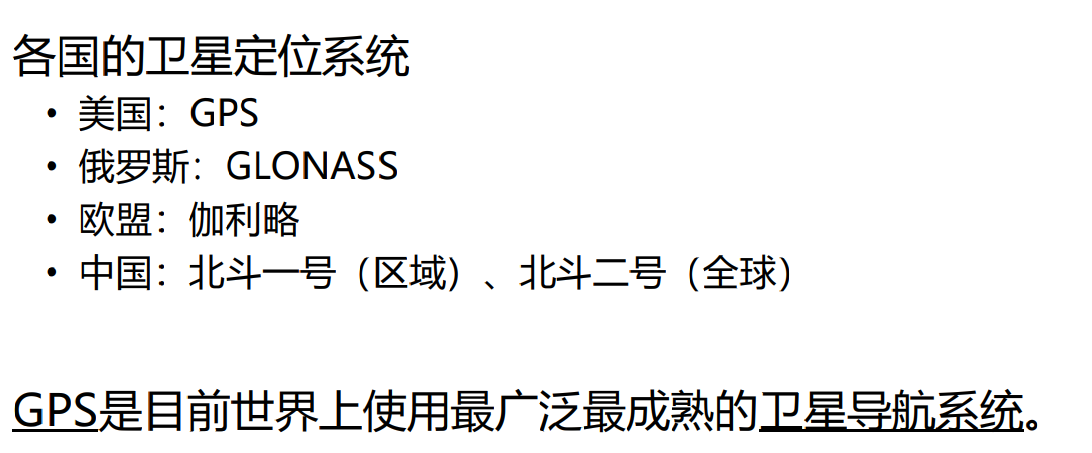 各国的卫星定位系统
• 美国：GPS
• 俄罗斯：GLONASS
• 欧盟：伽利略
• 中国：北斗一号（区域）、北斗二号（全球）
GPS是目前世界上使用最广泛最成熟的卫星导航系统。